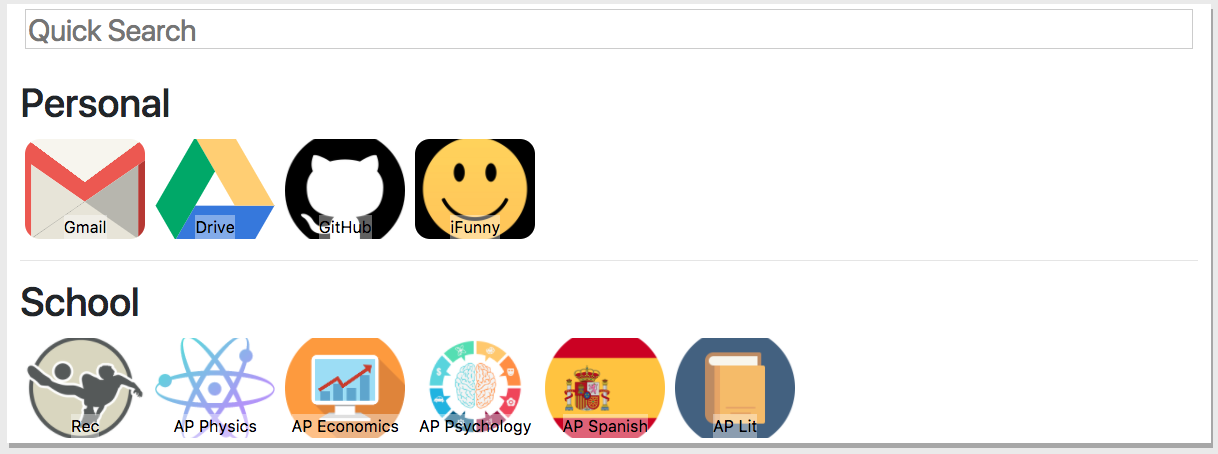 Quick Search
Personal
Gmail Drive GitHub iFunny
School
Rec AP Physics AP Economics AP Psychology AP Spanish AP Lit